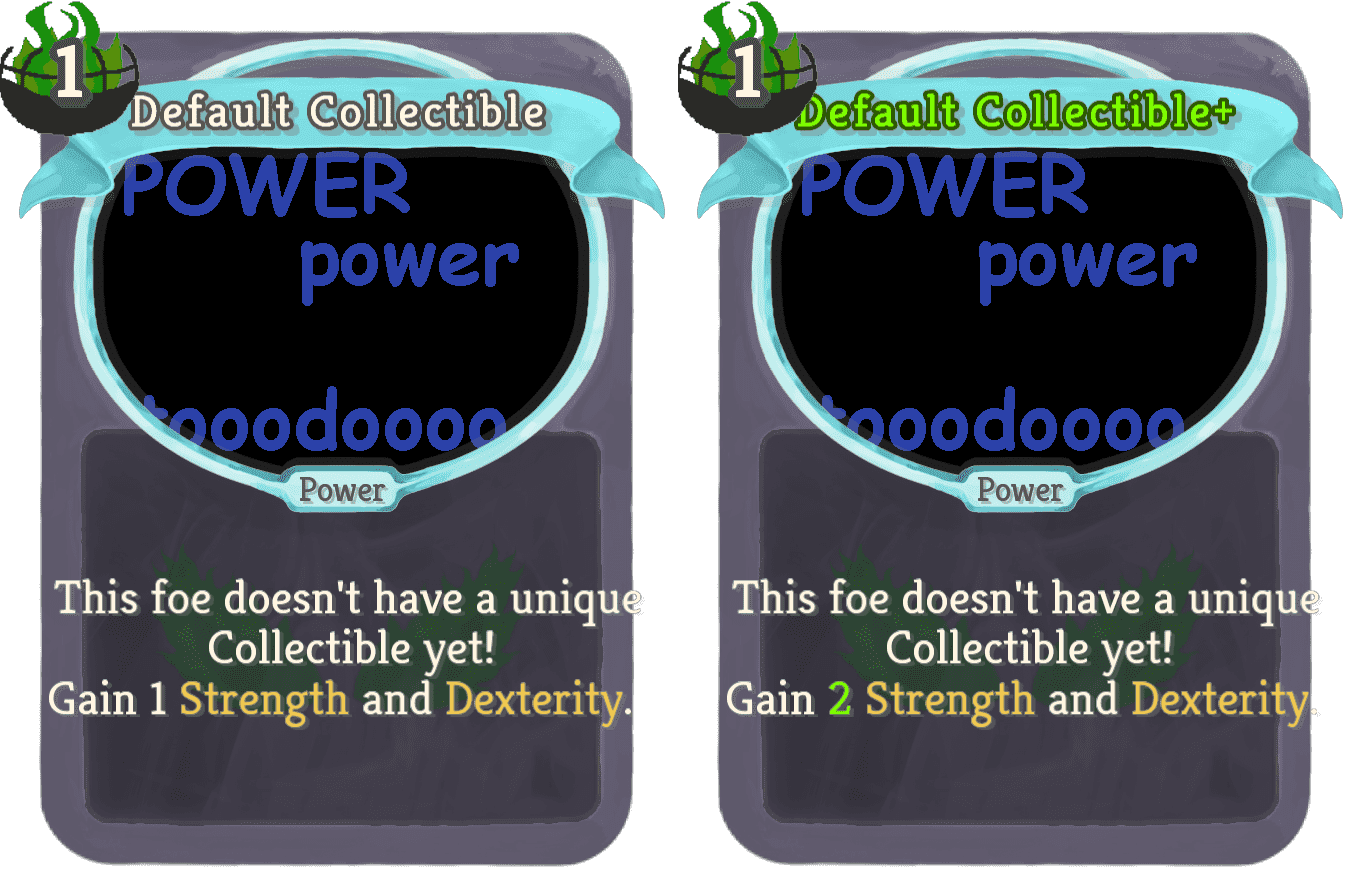 1
Default Collectible
POWER
power
tooodoooo
Power
This foe doesn't have a unique
Collectible yet!
Gain 1 Strength and Dexterity.
1
Default Collectible+
POWER
power
tooodoooo
Power
This foe doesn't have a unique
Collectible yet!
Gain 2 Strength and Dexterity.